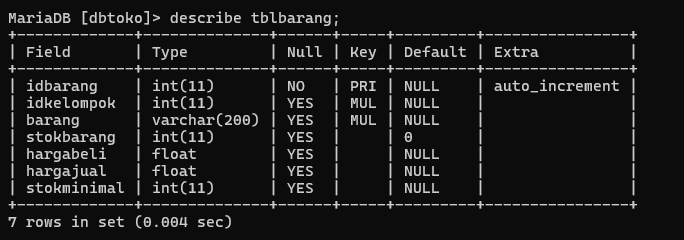 MariaDB [dbtoko]> describe tblbarang;
+-------------+--------------+------+-----+---------+----------------+
| Field       | Type         | Null | Key | Default | Extra          |
+-------------+--------------+------+-----+---------+----------------+
| idbarang    | int(11)      | NO   | PRI | NULL    | auto_increment |
| idkelompok  | int(11)      | YES  | MUL | NULL    |                |
| barang      | varchar(200) | YES  | MUL | NULL    |                |
| stokbarang  | int(11)      | YES  |     | 0       |                |
| hargabeli   | float        | YES  |     | NULL    |                |
| hargajual   | float        | YES  |     | NULL    |                |
| stokminimal | int(11)      | YES  |     | NULL    |                |
+-------------+--------------+------+-----+---------+----------------+
7 rows in set (0.004 sec)